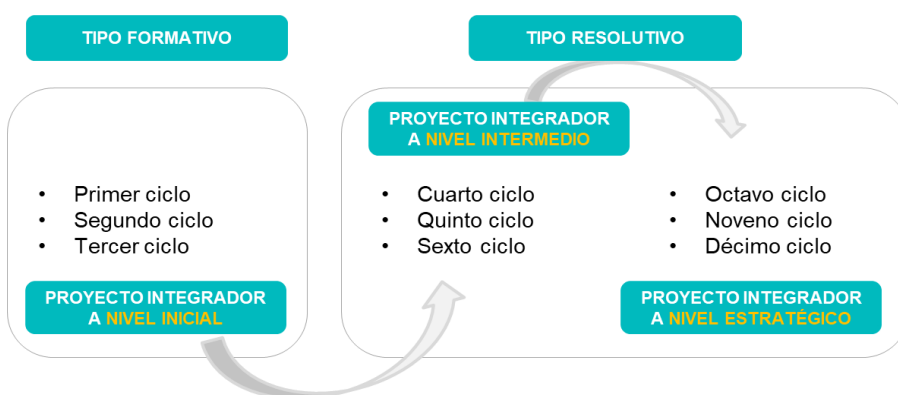 TIPO FORMATIVO
TIPO RESOLUTIVO
PROYECTO INTEGRADOR
A NIVEL INTERMEDIO
• Primer ciclo
• Segundo ciclo
• Tercer ciclo
• Cuarto ciclo
• Quinto ciclo
• Sexto ciclo
• Octavo ciclo
• Noveno ciclo
• Décimo ciclo
PROYECTO INTEGRADOR
A NIVEL INICIAL
PROYECTO INTEGRADOR
A NIVEL ESTRATÉGICO